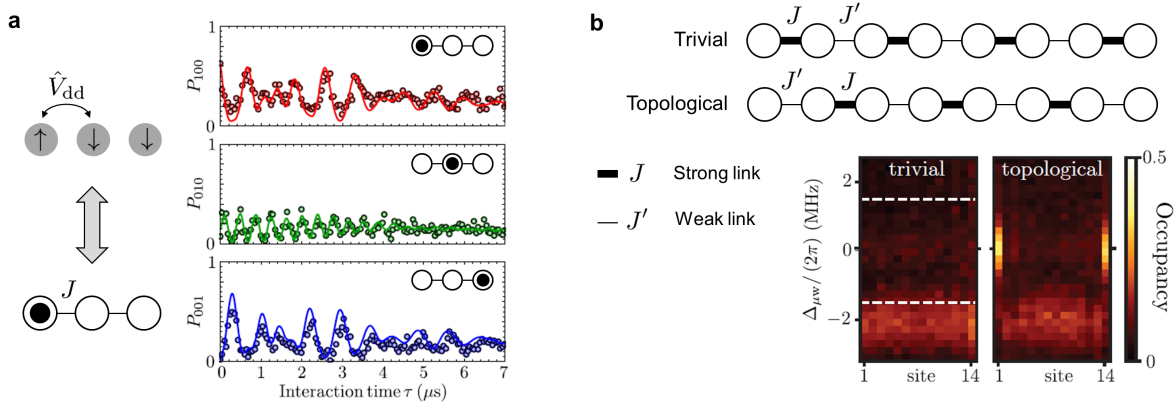 a
V̂dd
↑ ↓ ↓
J
P100
1
0
P010
1
0
P001
1
0
0 1 2 3 4 5 6 7
Interaction time τ (μs)
b
J J′
Trivial
J′ J
Topological
J Strong link
J′ Weak link
trivial
topological
Δμw/(2π) (MHz)
2
0
−2
1 site 14
1 site 14
0.5
0
Occupancy